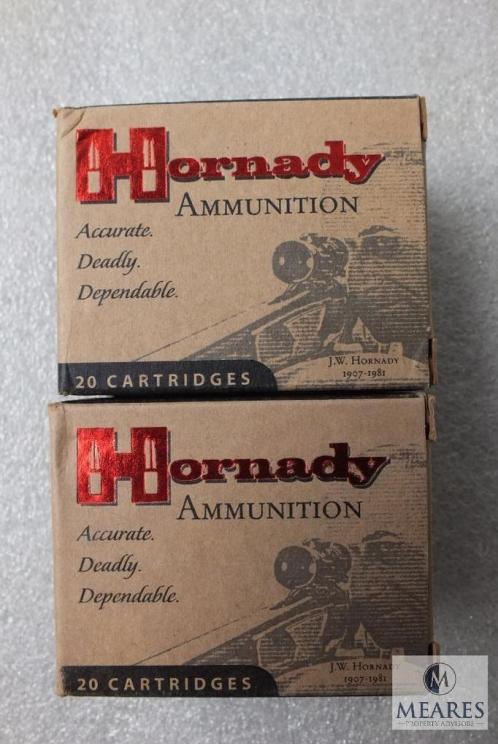 Hornady
AMMUNITION
Accurate.
Deadly.
Dependable.
J.W. HORNADY
1907-1981
20 CARTRIDGES
Hornady
AMMUNITION
Accurate.
Deadly.
Dependable.
J.W. HORNADY
1907-1981
20 CARTRIDGES
M
MEARES
PROPERTY ADVISORS